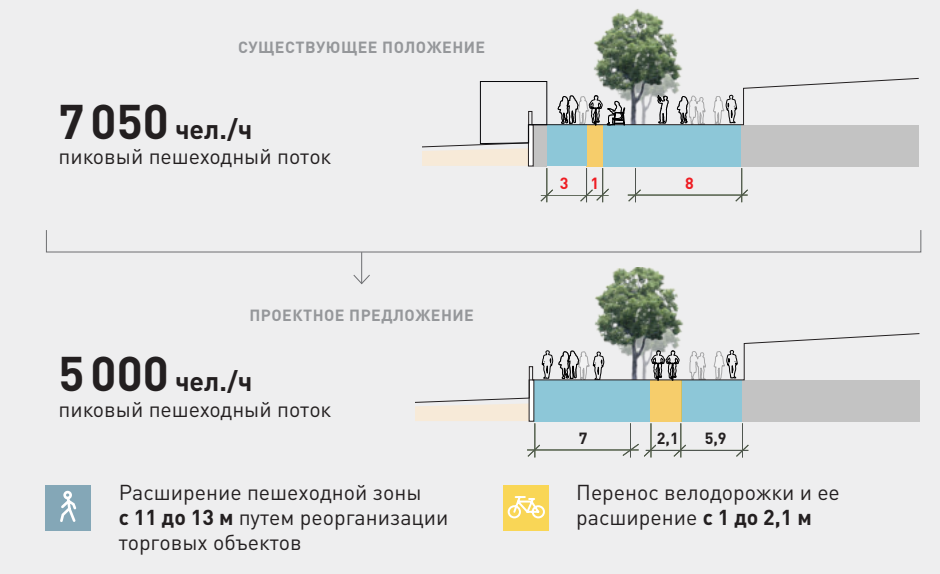 СУЩЕСТВУЮЩЕЕ ПОЛОЖЕНИЕ
7 050 чел./ч
пиковый пешеходный поток
3 1 8
ПРОЕКТНОЕ ПРЕДЛОЖЕНИЕ
5 000 чел./ч
пиковый пешеходный поток
7 2,1 5,9
Расширение пешеходной зоны
с 11 до 13 м путем реорганизации
торговых объектов
Перенос велодорожки и ее
расширение с 1 до 2,1 м